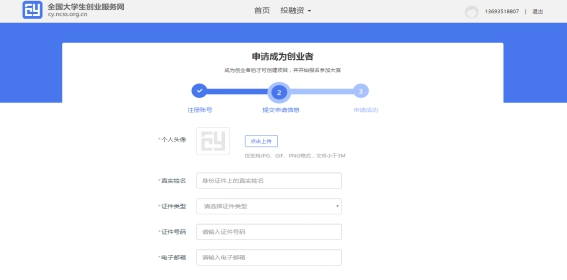 全国大学生创业服务网
cy.ncss.org.cn
首页 投融资
13693518807 | 退出
申请成为创业者
成为创业者后才可创建项目，并开始报名参加大赛
2 3
注册账号 提交申请信息 申请成功
*个人头像 点击上传
仅支持JPG、GIF、PNG格式，文件小于2M
*真实姓名 身份证件上的真实姓名
*证件类型 请选择证件类型
*证件号码 请输入证件号码
*电子邮箱 请输入电子邮箱